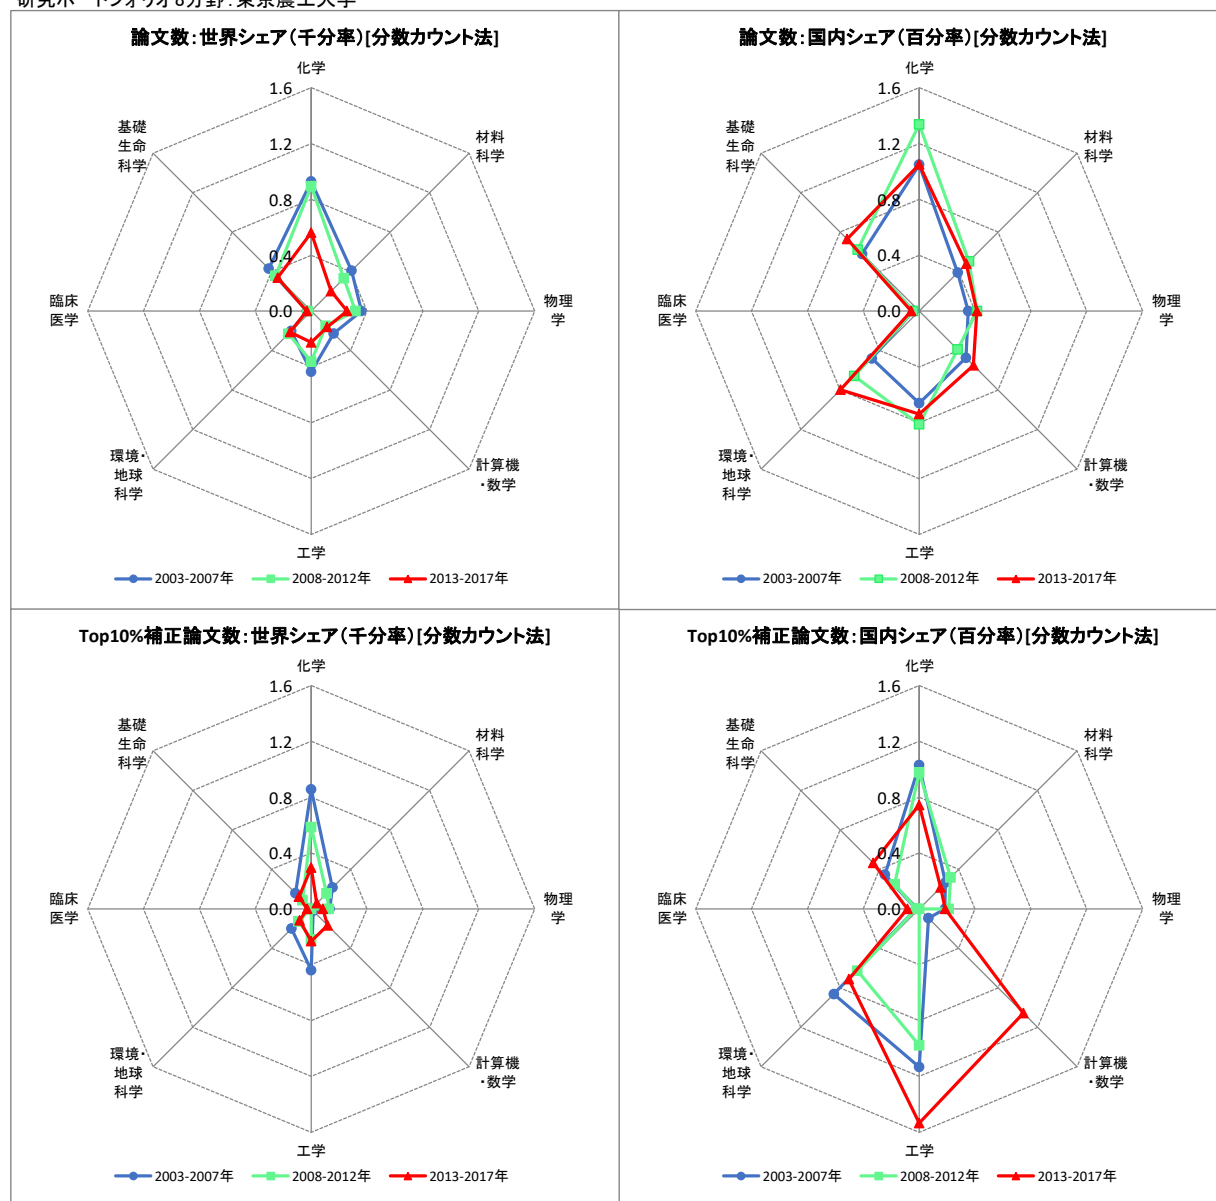 研究ポートフォリオ8分野:東京農工大学
論文数:世界シェア(千分率)[分数カウント法]
化学
1.6
1.2
0.8
0.4
0.0
材料
科学
物理
学
計算機
・数学
工学
環境・
地球
科学
臨床
医学
基礎
生命
科学
2003-2007年
2008-2012年
2013-2017年
論文数:国内シェア(百分率)[分数カウント法]
化学
1.6
1.2
0.8
0.4
0.0
材料
科学
物理
学
計算機
・数学
工学
環境・
地球
科学
臨床
医学
基礎
生命
科学
2003-2007年
2008-2012年
2013-2017年
Top10%補正論文数:世界シェア(千分率)[分数カウント法]
化学
1.6
1.2
0.8
0.4
0.0
材料
科学
物理
学
計算機
・数学
工学
環境・
地球
科学
臨床
医学
基礎
生命
科学
2003-2007年
2008-2012年
2013-2017年
Top10%補正論文数:国内シェア(百分率)[分数カウント法]
化学
1.6
1.2
0.8
0.4
0.0
材料
科学
物理
学
計算機
・数学
工学
環境・
地球
科学
臨床
医学
基礎
生命
科学
2003-2007年
2008-2012年
2013-2017年